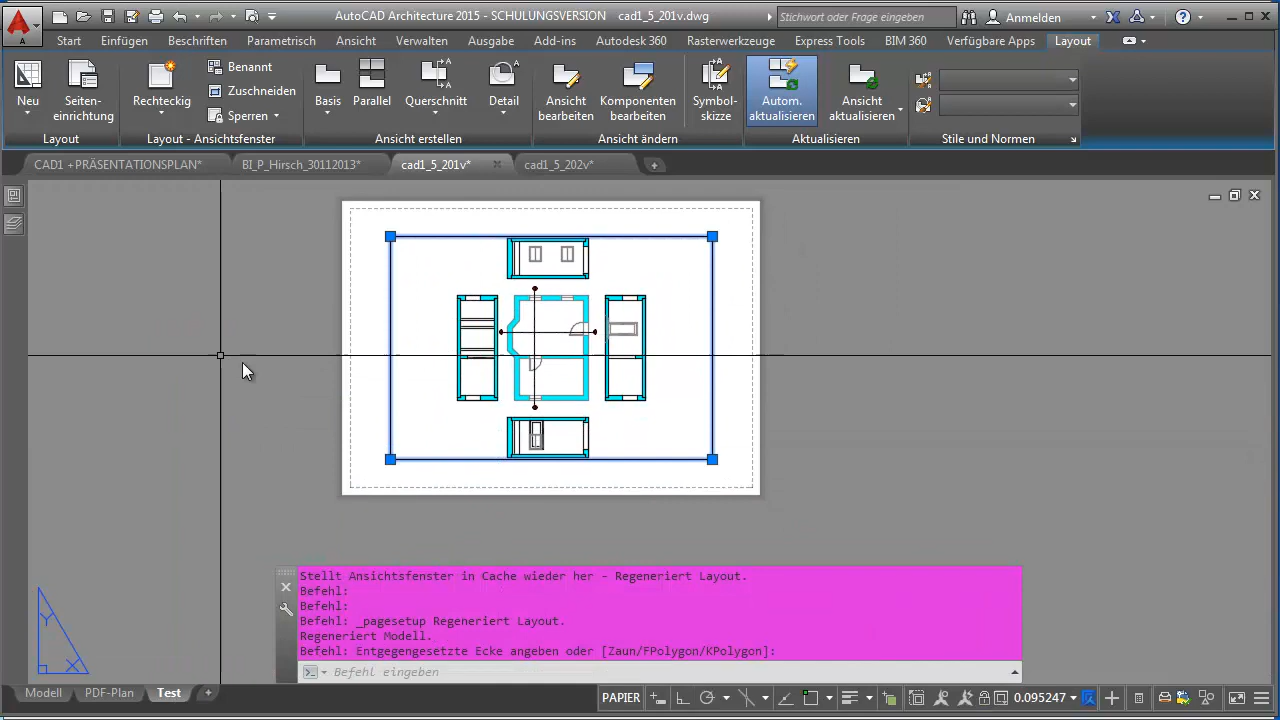 AutoCAD Architecture 2015 - SCHULUNGSVERSION cad1_5_201v.dwg
Stichwort oder Frage eingeben
Anmelden
Start Einfügen Beschriften Parametrisch Ansicht Verwalten Ausgabe Add-ins Autodesk 360 Rasterwerkzeuge Express Tools BIM 360 Verfügbare Apps Layout
Neu
Seiten-
einrichtung
Layout
Rechteckig
Benannt
Zuschneiden
Sperren
Layout - Ansichtsfenster
Basis
Parallel
Querschnitt
Detail
Ansicht erstellen
Ansicht
bearbeiten
Komponenten
bearbeiten
Symbol-
skizze
Ansicht ändern
Autom.
aktualisieren
Ansicht
aktualisieren
Aktualisieren
Stile und Normen
CAD1 +PRÄSENTATIONSPLAN* BI_P_Hirsch_30112013* cad1_5_201v* cad1_5_202v*
Stellt Ansichtsfenster in Cache wieder her - Regeneriert Layout.
Befehl:
Befehl:
Befehl: _pagesetup Regeneriert Layout.
Regeneriert Modell.
Befehl: Entgegengesetzte Ecke angeben oder [Zaun/FPolygon/KPolygon]:
Befehl eingeben
Y
X
Modell PDF-Plan Test
PAPIER
0.095247